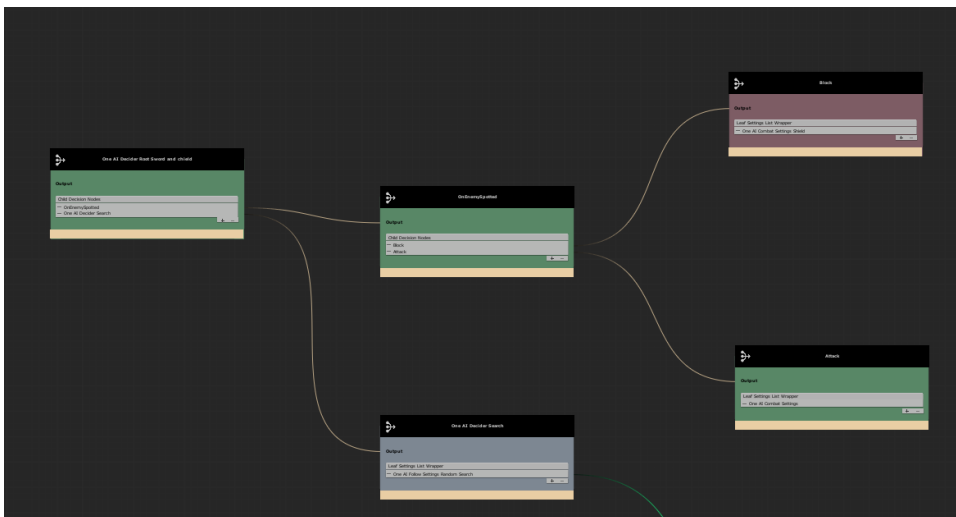 Block
Output
Leaf Settings List Wrapper
One AI Combat Settings Shield
+ −
One AI Decider Root Sword and chield
Output
Child Decision Nodes
OnEnemySpotted
One AI Decider Search
+ −
OnEnemySpotted
Output
Child Decision Nodes
Block
Attack
+ −
Attack
Output
Leaf Settings List Wrapper
One AI Combat Settings
+ −
One AI Decider Search
Output
Leaf Settings List Wrapper
One AI Follow Settings Random Search
+ −